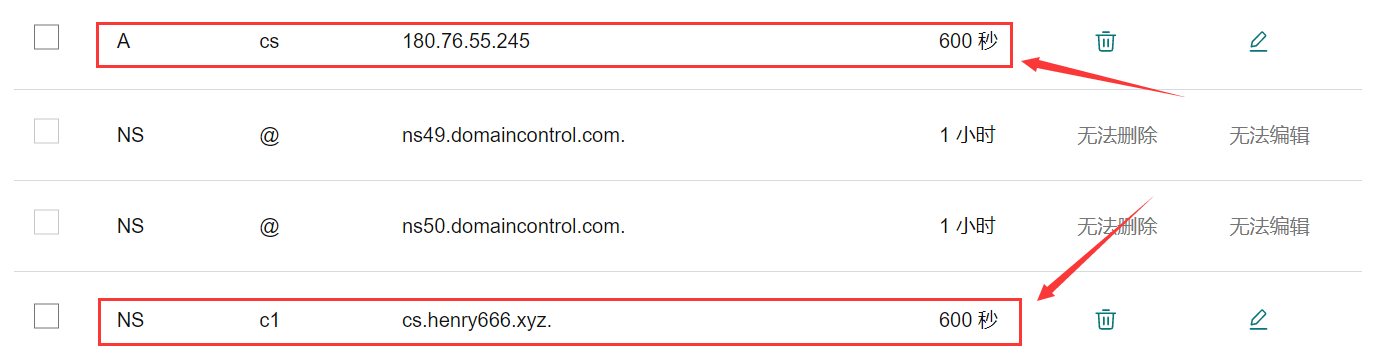 A cs 180.76.55.245 600 秒
NS @ ns49.domaincontrol.com. 1 小时 无法删除 无法编辑
NS @ ns50.domaincontrol.com. 1 小时 无法删除 无法编辑
NS c1 cs.henry666.xyz. 600 秒